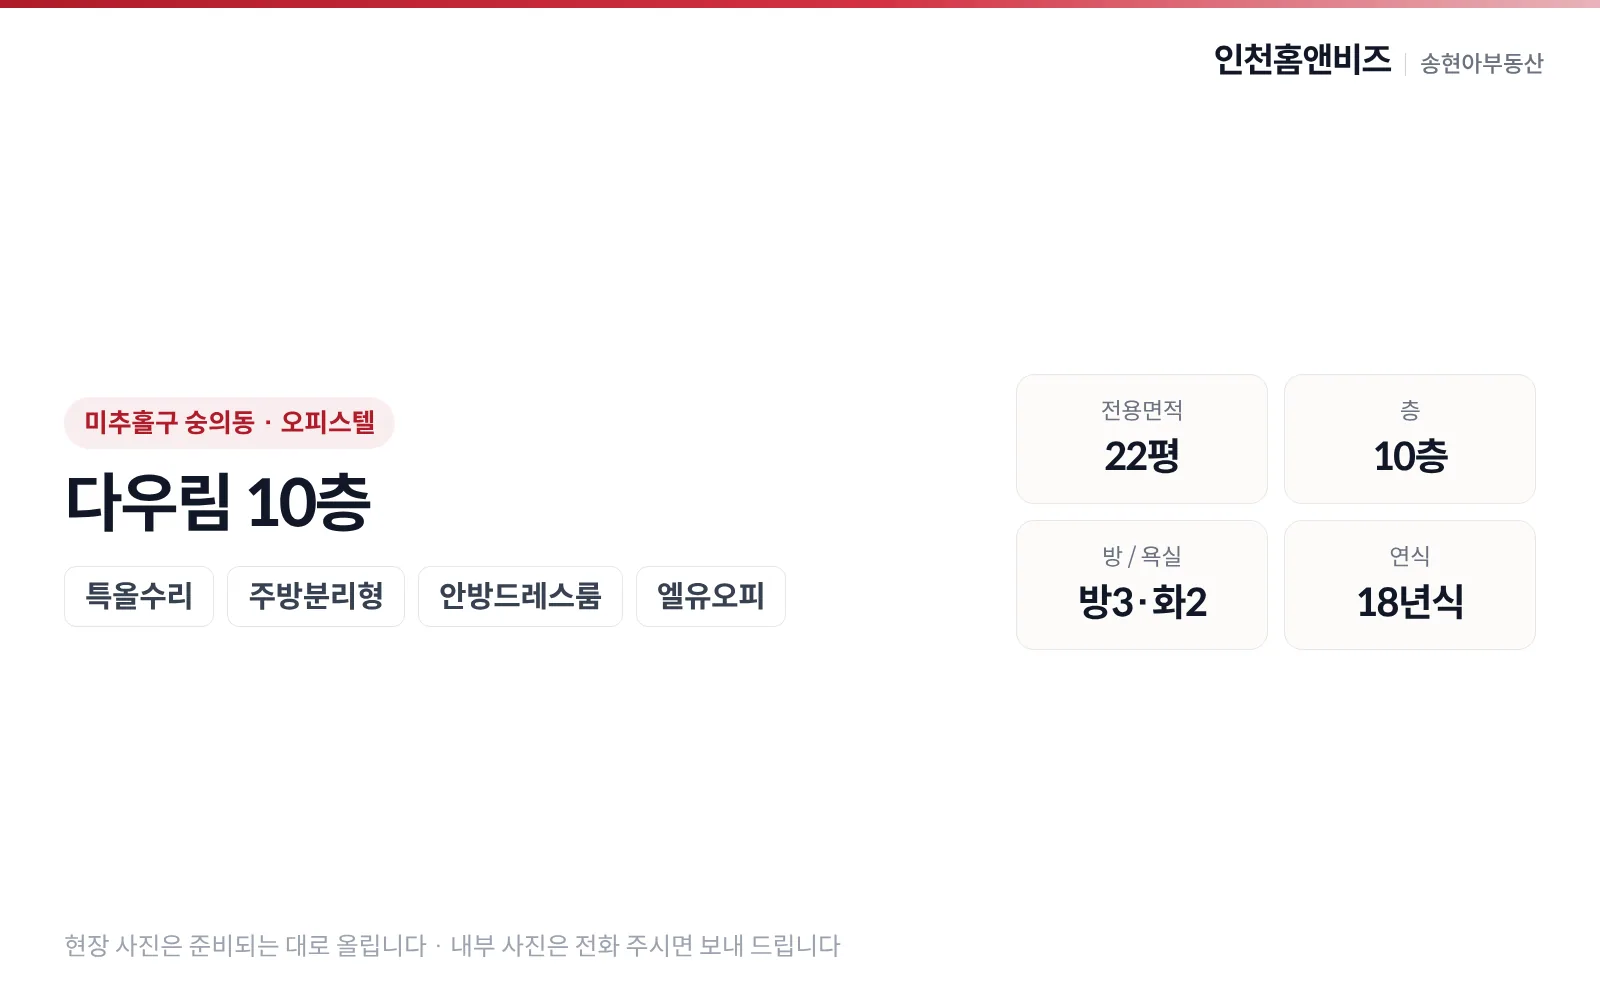 인천홈앤비즈 송현아부동산
미추홀구 숭의동 · 오피스텔
다우림 10층
특올수리 주방분리형 안방드레스룸 엘유오피
전용면적
22평
층
10층
방 / 욕실
방3·화2
연식
18년식
현장 사진은 준비되는 대로 올립니다 · 내부 사진은 전화 주시면 보내 드립니다